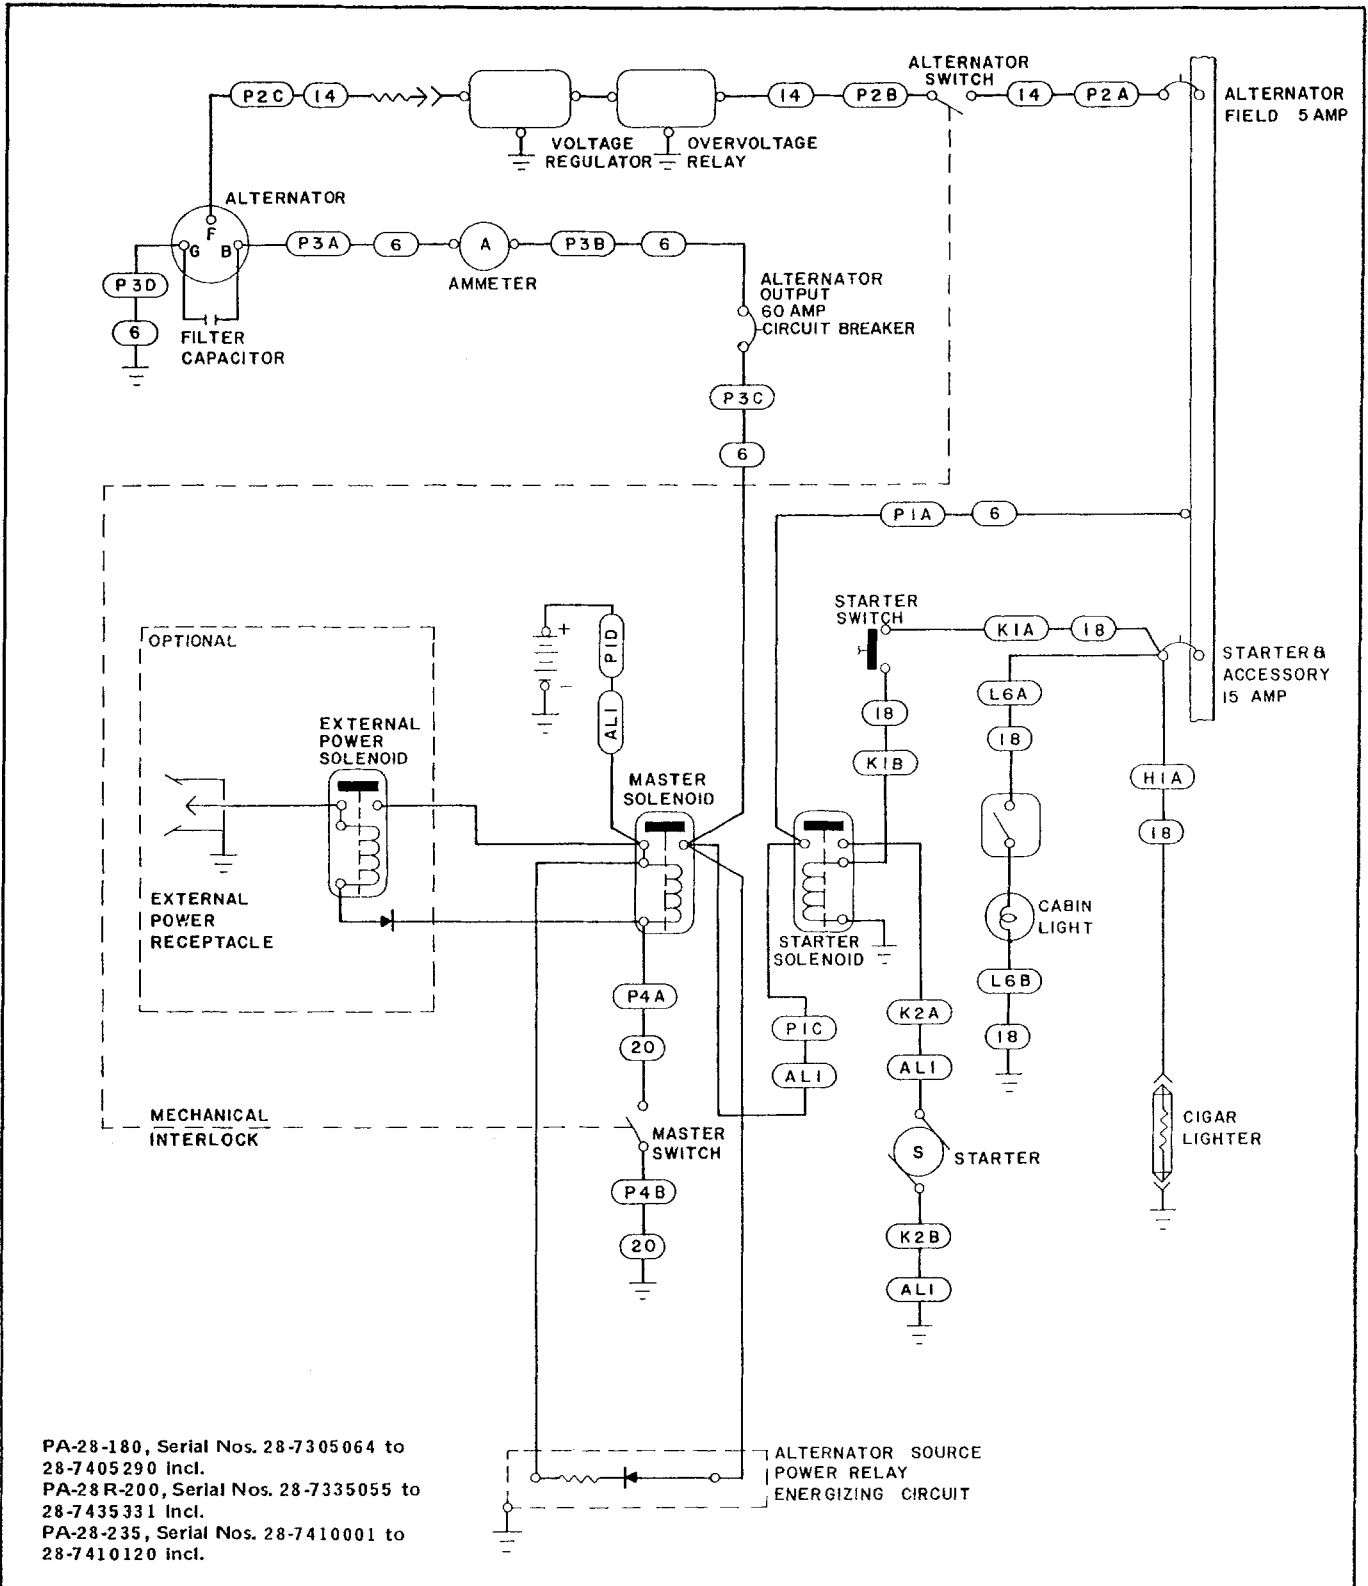 P2C
14
VOLTAGE
REGULATOR
OVERVOLTAGE
RELAY
14
P2B
ALTERNATOR
SWITCH
14
P2A
ALTERNATOR
FIELD 5 AMP
ALTERNATOR
F
G
B
P3A
6
A
AMMETER
P3B
6
P3D
6
FILTER
CAPACITOR
ALTERNATOR
OUTPUT
60 AMP
CIRCUIT BREAKER
P3C
6
P1A
6
STARTER
SWITCH
K1A
18
STARTER &
ACCESSORY
15 AMP
OPTIONAL
+
-
P1D
AL1
L6A
18
18
K1B
EXTERNAL
POWER
SOLENOID
MASTER
SOLENOID
H1A
18
EXTERNAL
POWER
RECEPTACLE
STARTER
SOLENOID
CABIN
LIGHT
L6B
18
P4A
20
P1C
AL1
K2A
AL1
MECHANICAL
INTERLOCK
MASTER
SWITCH
S
STARTER
CIGAR
LIGHTER
P4B
20
K2B
AL1
PA-28-180, Serial Nos. 28-7305064 to
28-7405290 incl.
PA-28R-200, Serial Nos. 28-7335055 to
28-7435331 incl.
PA-28-235, Serial Nos. 28-7410001 to
28-7410120 incl.
ALTERNATOR SOURCE
POWER RELAY
ENERGIZING CIRCUIT